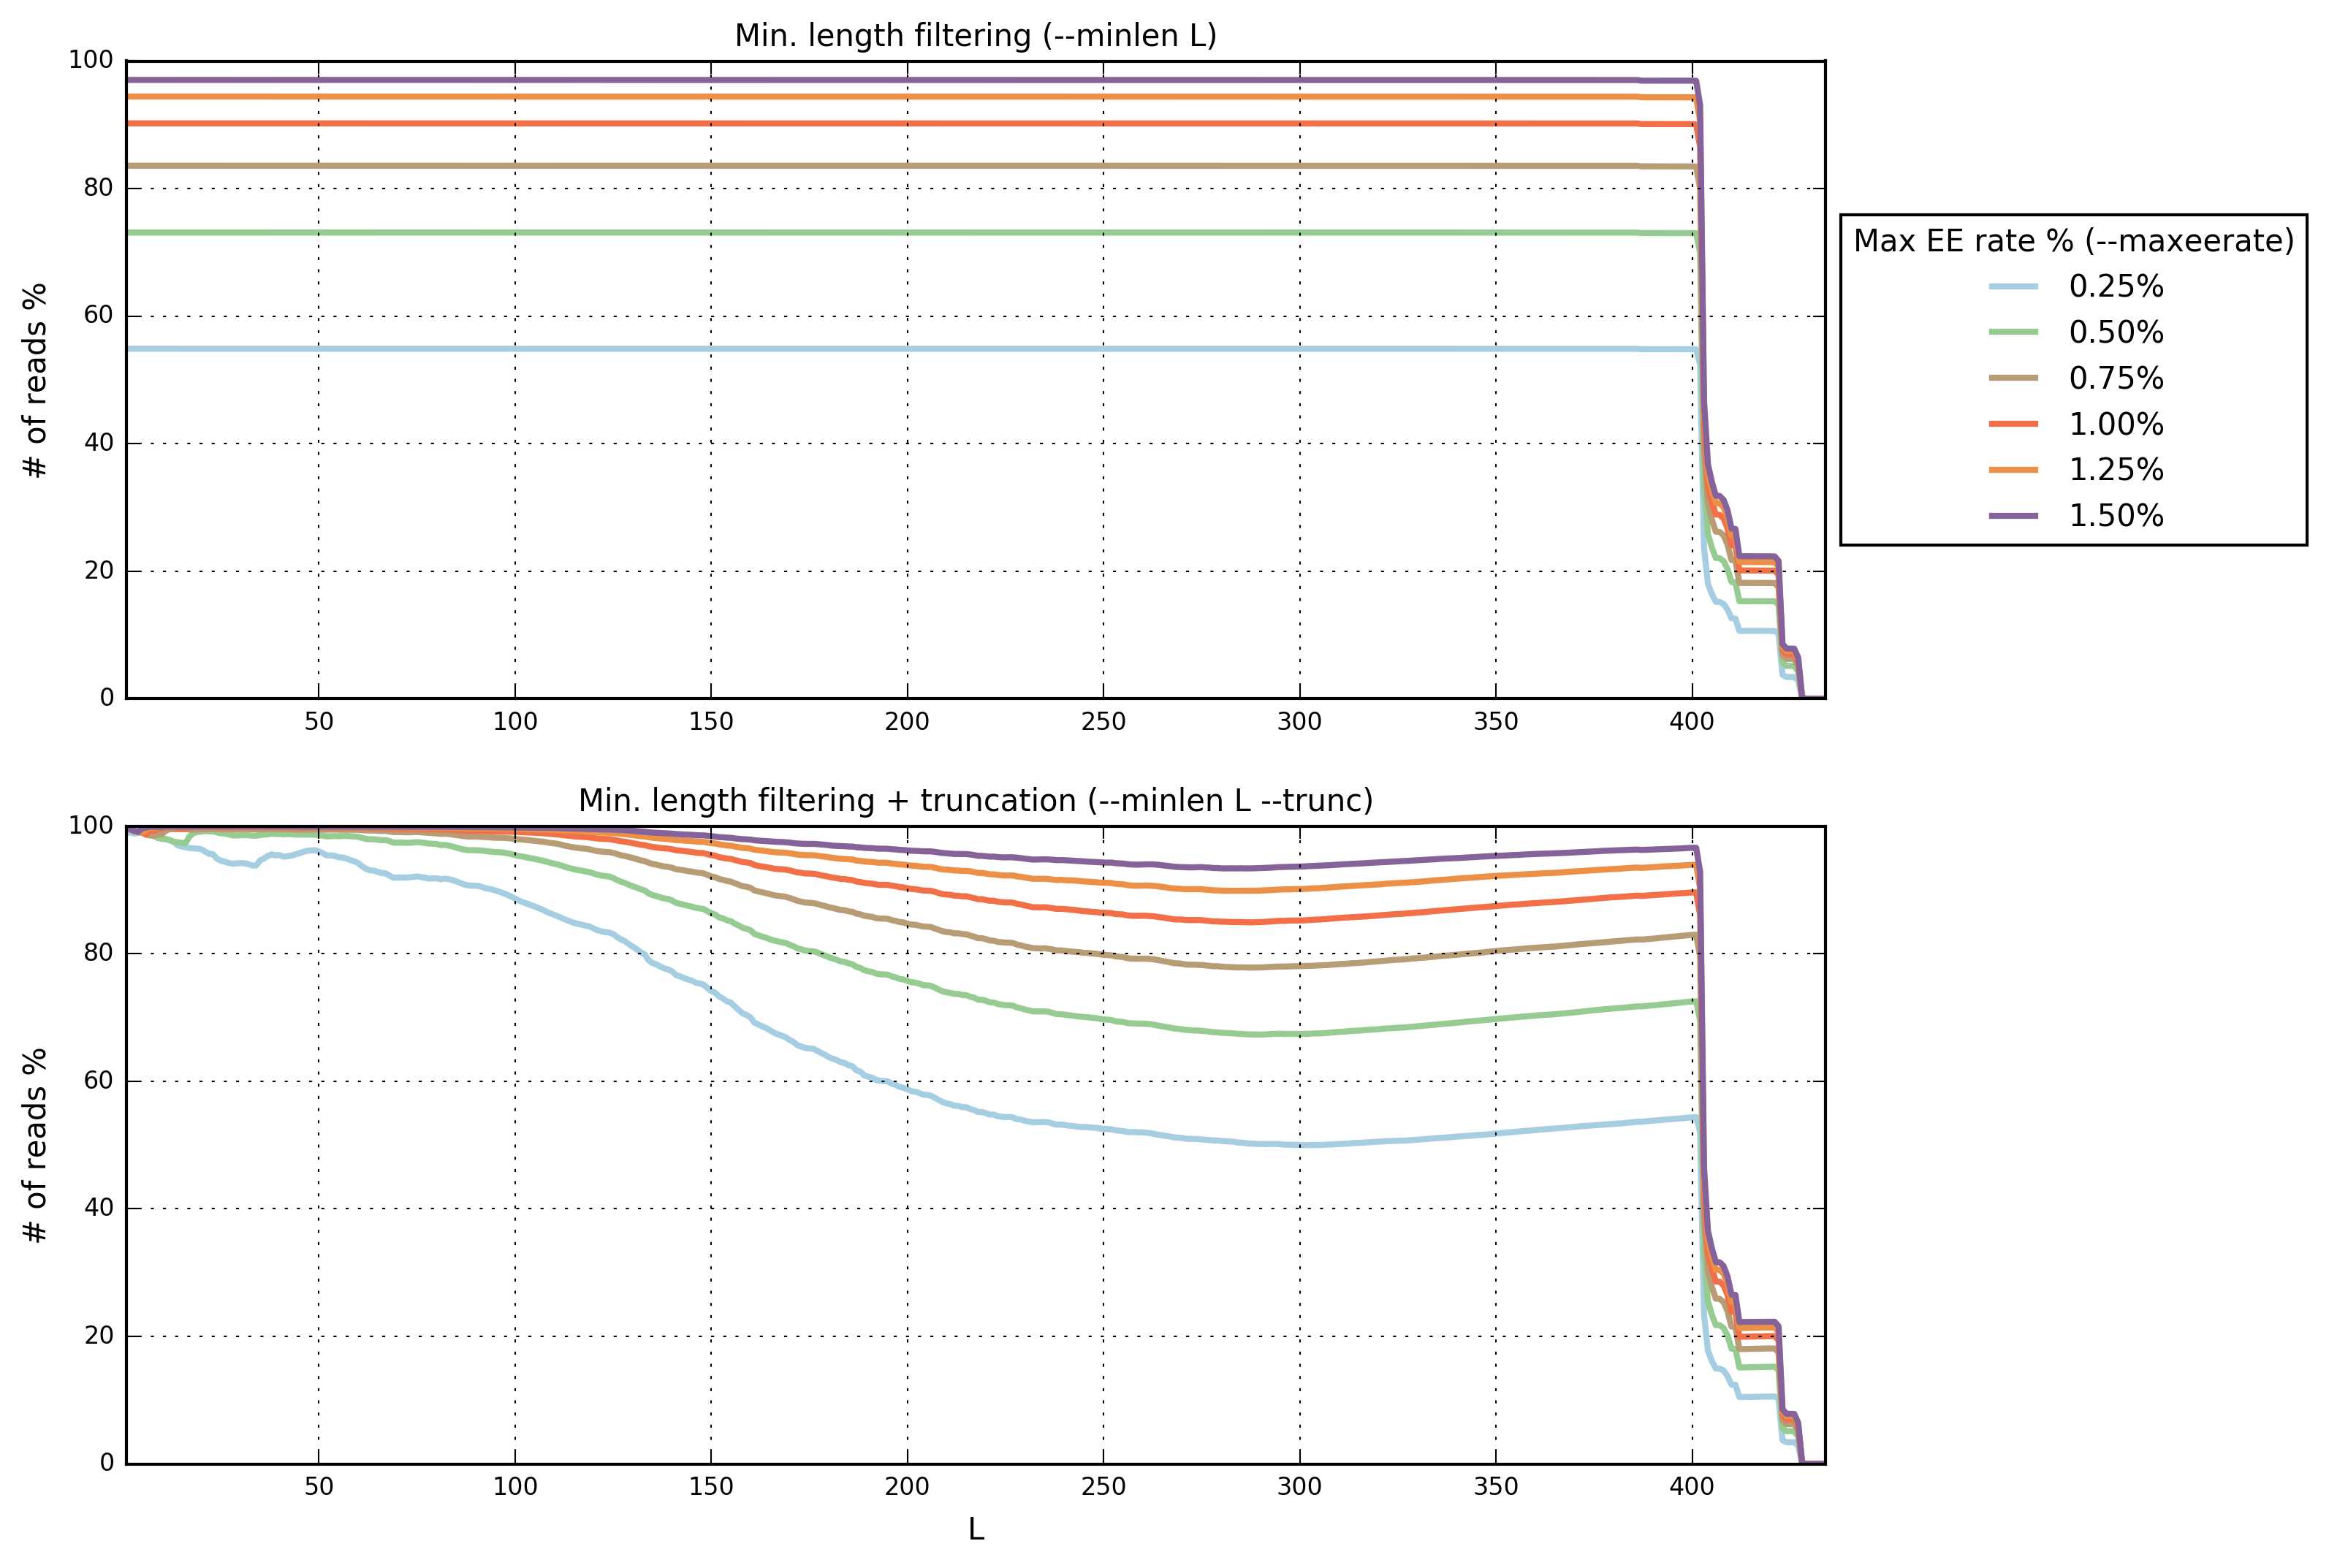 Min. length filtering (--minlen L)
100
80
60
40
20
0
# of reads %
50 100 150 200 250 300 350 400
Max EE rate % (--maxeerate)
0.25%
0.50%
0.75%
1.00%
1.25%
1.50%
Min. length filtering + truncation (--minlen L --trunc)
100
80
60
40
20
0
# of reads %
50 100 150 200 250 300 350 400
L